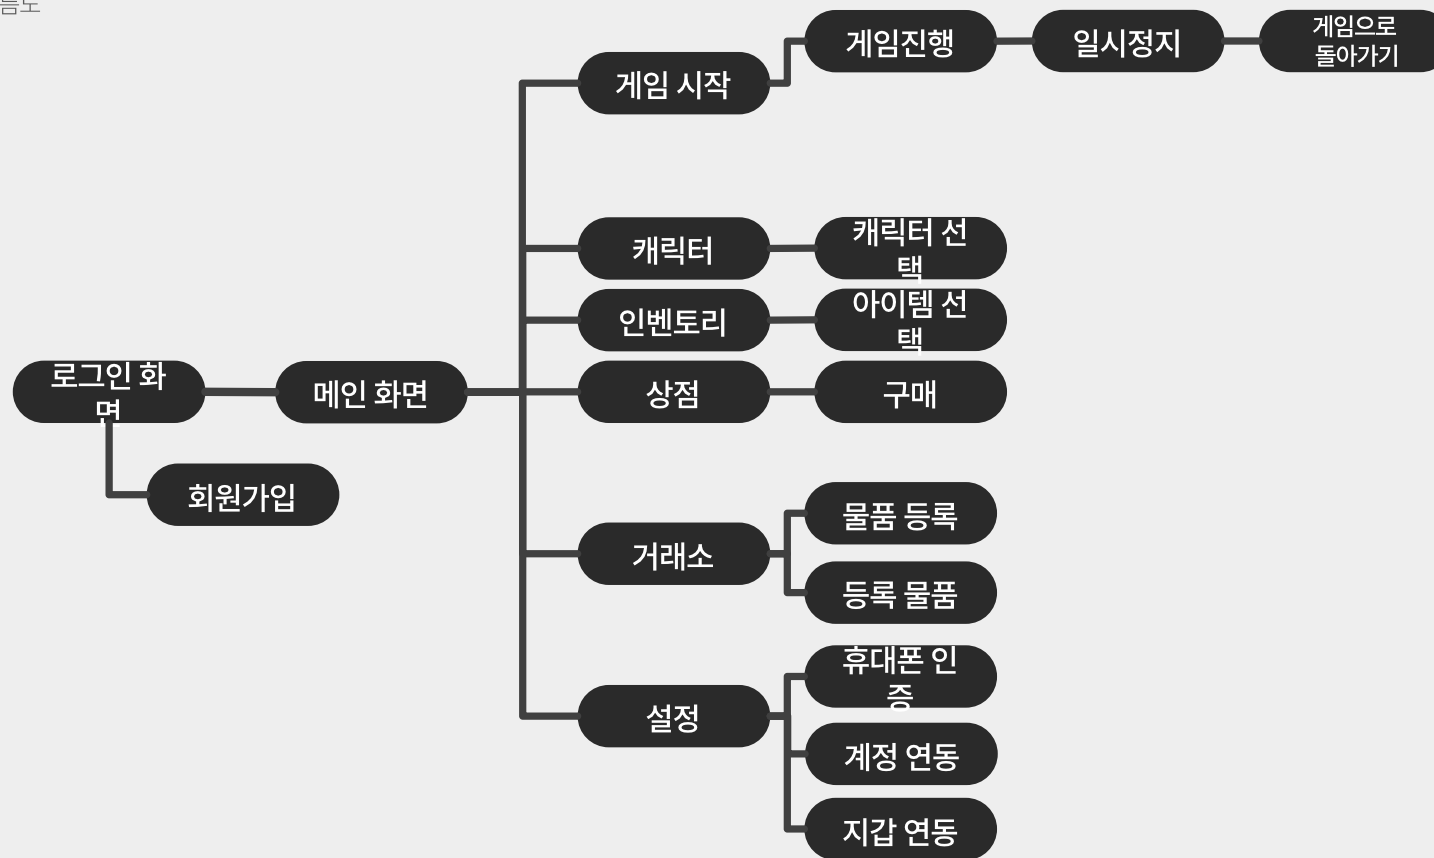 게임진행
일시정지
게임으로
돌아가기
게임 시작
캐릭터
캐릭터 선
택
인벤토리
아이템 선
택
로그인 화
면
메인 화면
상점
구매
회원가입
물품 등록
거래소
등록 물품
휴대폰 인
증
설정
계정 연동
지갑 연동